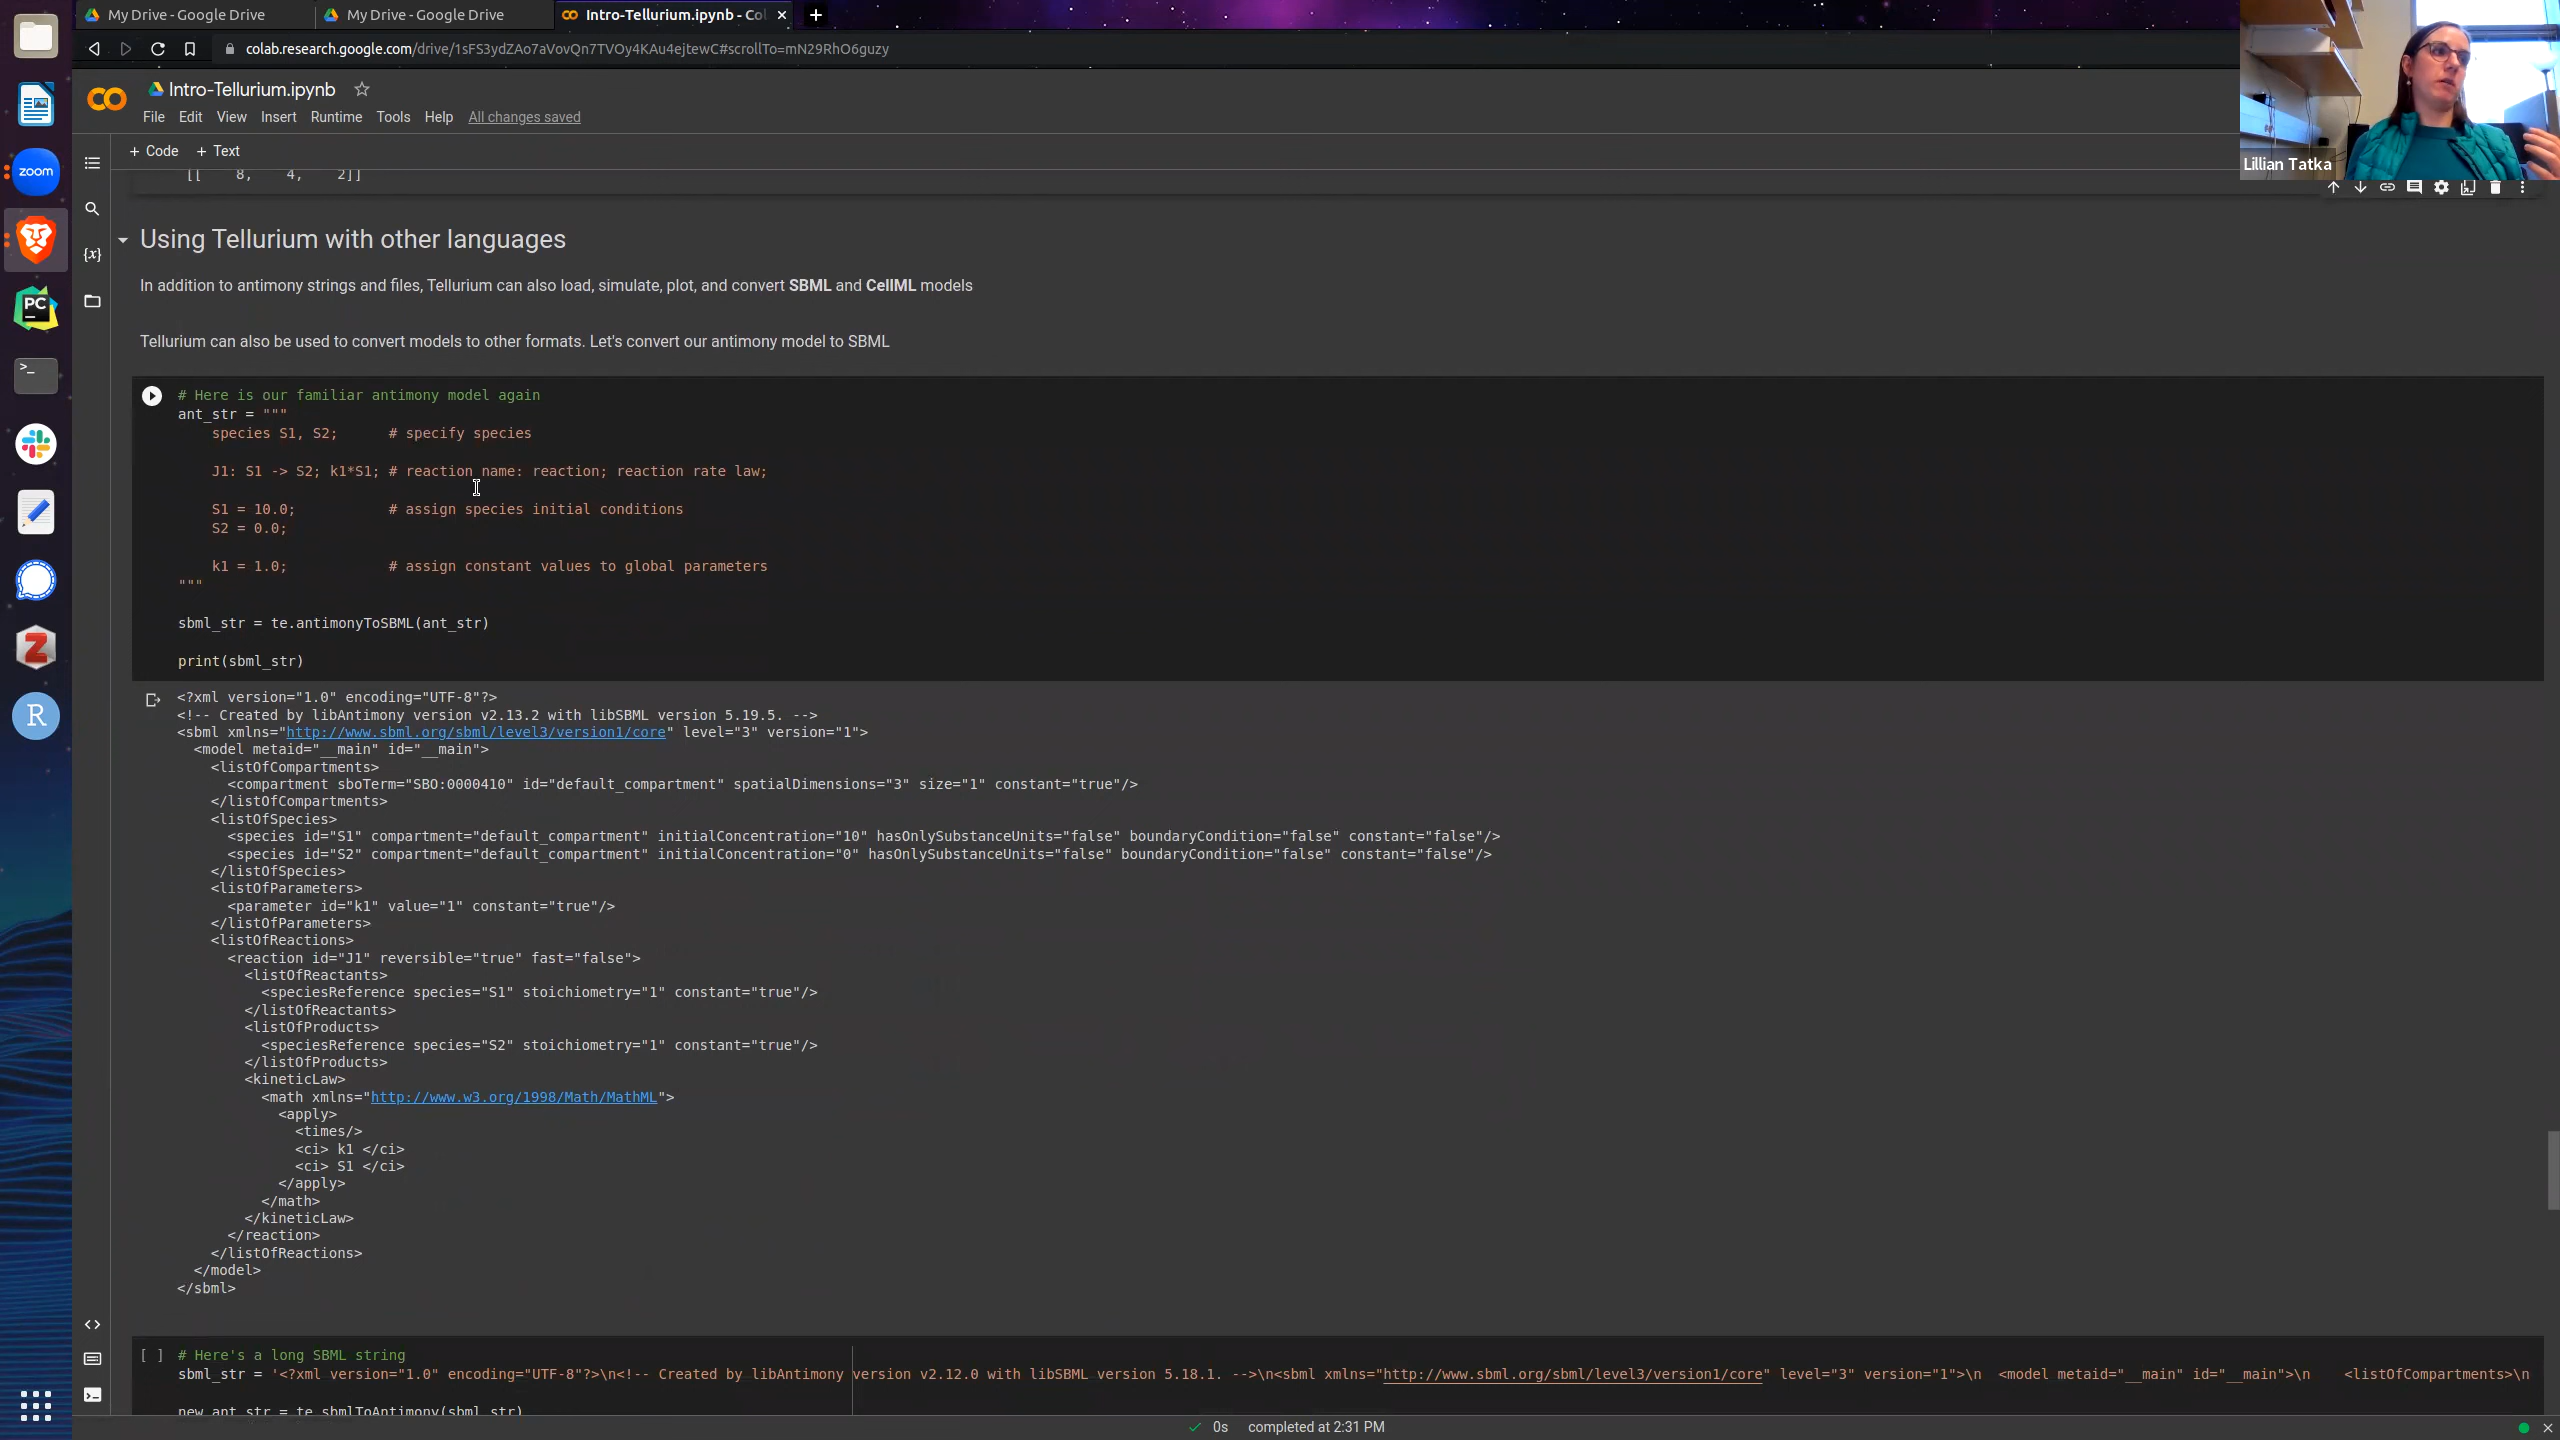 My Drive - Google Drive
My Drive - Google Drive
Intro-Tellurium.ipynb - Co
colab.research.google.com/drive/1sFS3ydZAo7aVovQn7TVOy4KAu4ejtewC#scrollTo=mN29RhO6guzy
CO
Intro-Tellurium.ipynb
File Edit View Insert Runtime Tools Help All changes saved
Lillian Tatka
+ Code + Text
[[ 8, 4, 2]]
zoom
Using Tellurium with other languages
{x}
In addition to antimony strings and files, Tellurium can also load, simulate, plot, and convert SBML and CellML models
PC
Tellurium can also be used to convert models to other formats. Let's convert our antimony model to SBML
>_
# Here is our familiar antimony model again
ant_str = """
species S1, S2; # specify species
J1: S1 -> S2; k1*S1; # reaction name: reaction; reaction rate law;
S1 = 10.0; # assign species initial conditions
S2 = 0.0;
k1 = 1.0; # assign constant values to global parameters
"""
sbml_str = te.antimonyToSBML(ant_str)
Z
print(sbml_str)
R
<?xml version="1.0" encoding="UTF-8"?>
<!-- Created by libAntimony version v2.13.2 with libSBML version 5.19.5. -->
<sbml xmlns="http://www.sbml.org/sbml/level3/version1/core" level="3" version="1">
<model metaid="__main" id="__main">
<listOfCompartments>
<compartment sboTerm="SBO:0000410" id="default_compartment" spatialDimensions="3" size="1" constant="true"/>
</listOfCompartments>
<listOfSpecies>
<species id="S1" compartment="default_compartment" initialConcentration="10" hasOnlySubstanceUnits="false" boundaryCondition="false" constant="false"/>
<species id="S2" compartment="default_compartment" initialConcentration="0" hasOnlySubstanceUnits="false" boundaryCondition="false" constant="false"/>
</listOfSpecies>
<listOfParameters>
<parameter id="k1" value="1" constant="true"/>
</listOfParameters>
<listOfReactions>
<reaction id="J1" reversible="true" fast="false">
<listOfReactants>
<speciesReference species="S1" stoichiometry="1" constant="true"/>
</listOfReactants>
<listOfProducts>
<speciesReference species="S2" stoichiometry="1" constant="true"/>
</listOfProducts>
<kineticLaw>
<math xmlns="http://www.w3.org/1998/Math/MathML">
<apply>
<times/>
<ci> k1 </ci>
<ci> S1 </ci>
</apply>
</math>
</kineticLaw>
</reaction>
</listOfReactions>
</model>
</sbml>
[ ] # Here's a long SBML string
sbml_str = '<?xml version="1.0" encoding="UTF-8"?>\n<!-- Created by libAntimony version v2.12.0 with libSBML version 5.18.1. -->\n<sbml xmlns="http://www.sbml.org/sbml/level3/version1/core" level="3" version="1">\n <model metaid="__main" id="__main">\n <listOfCompartments>\n
new_ant_str = te.sbmlToAntimony(sbml_str)
0s completed at 2:31 PM